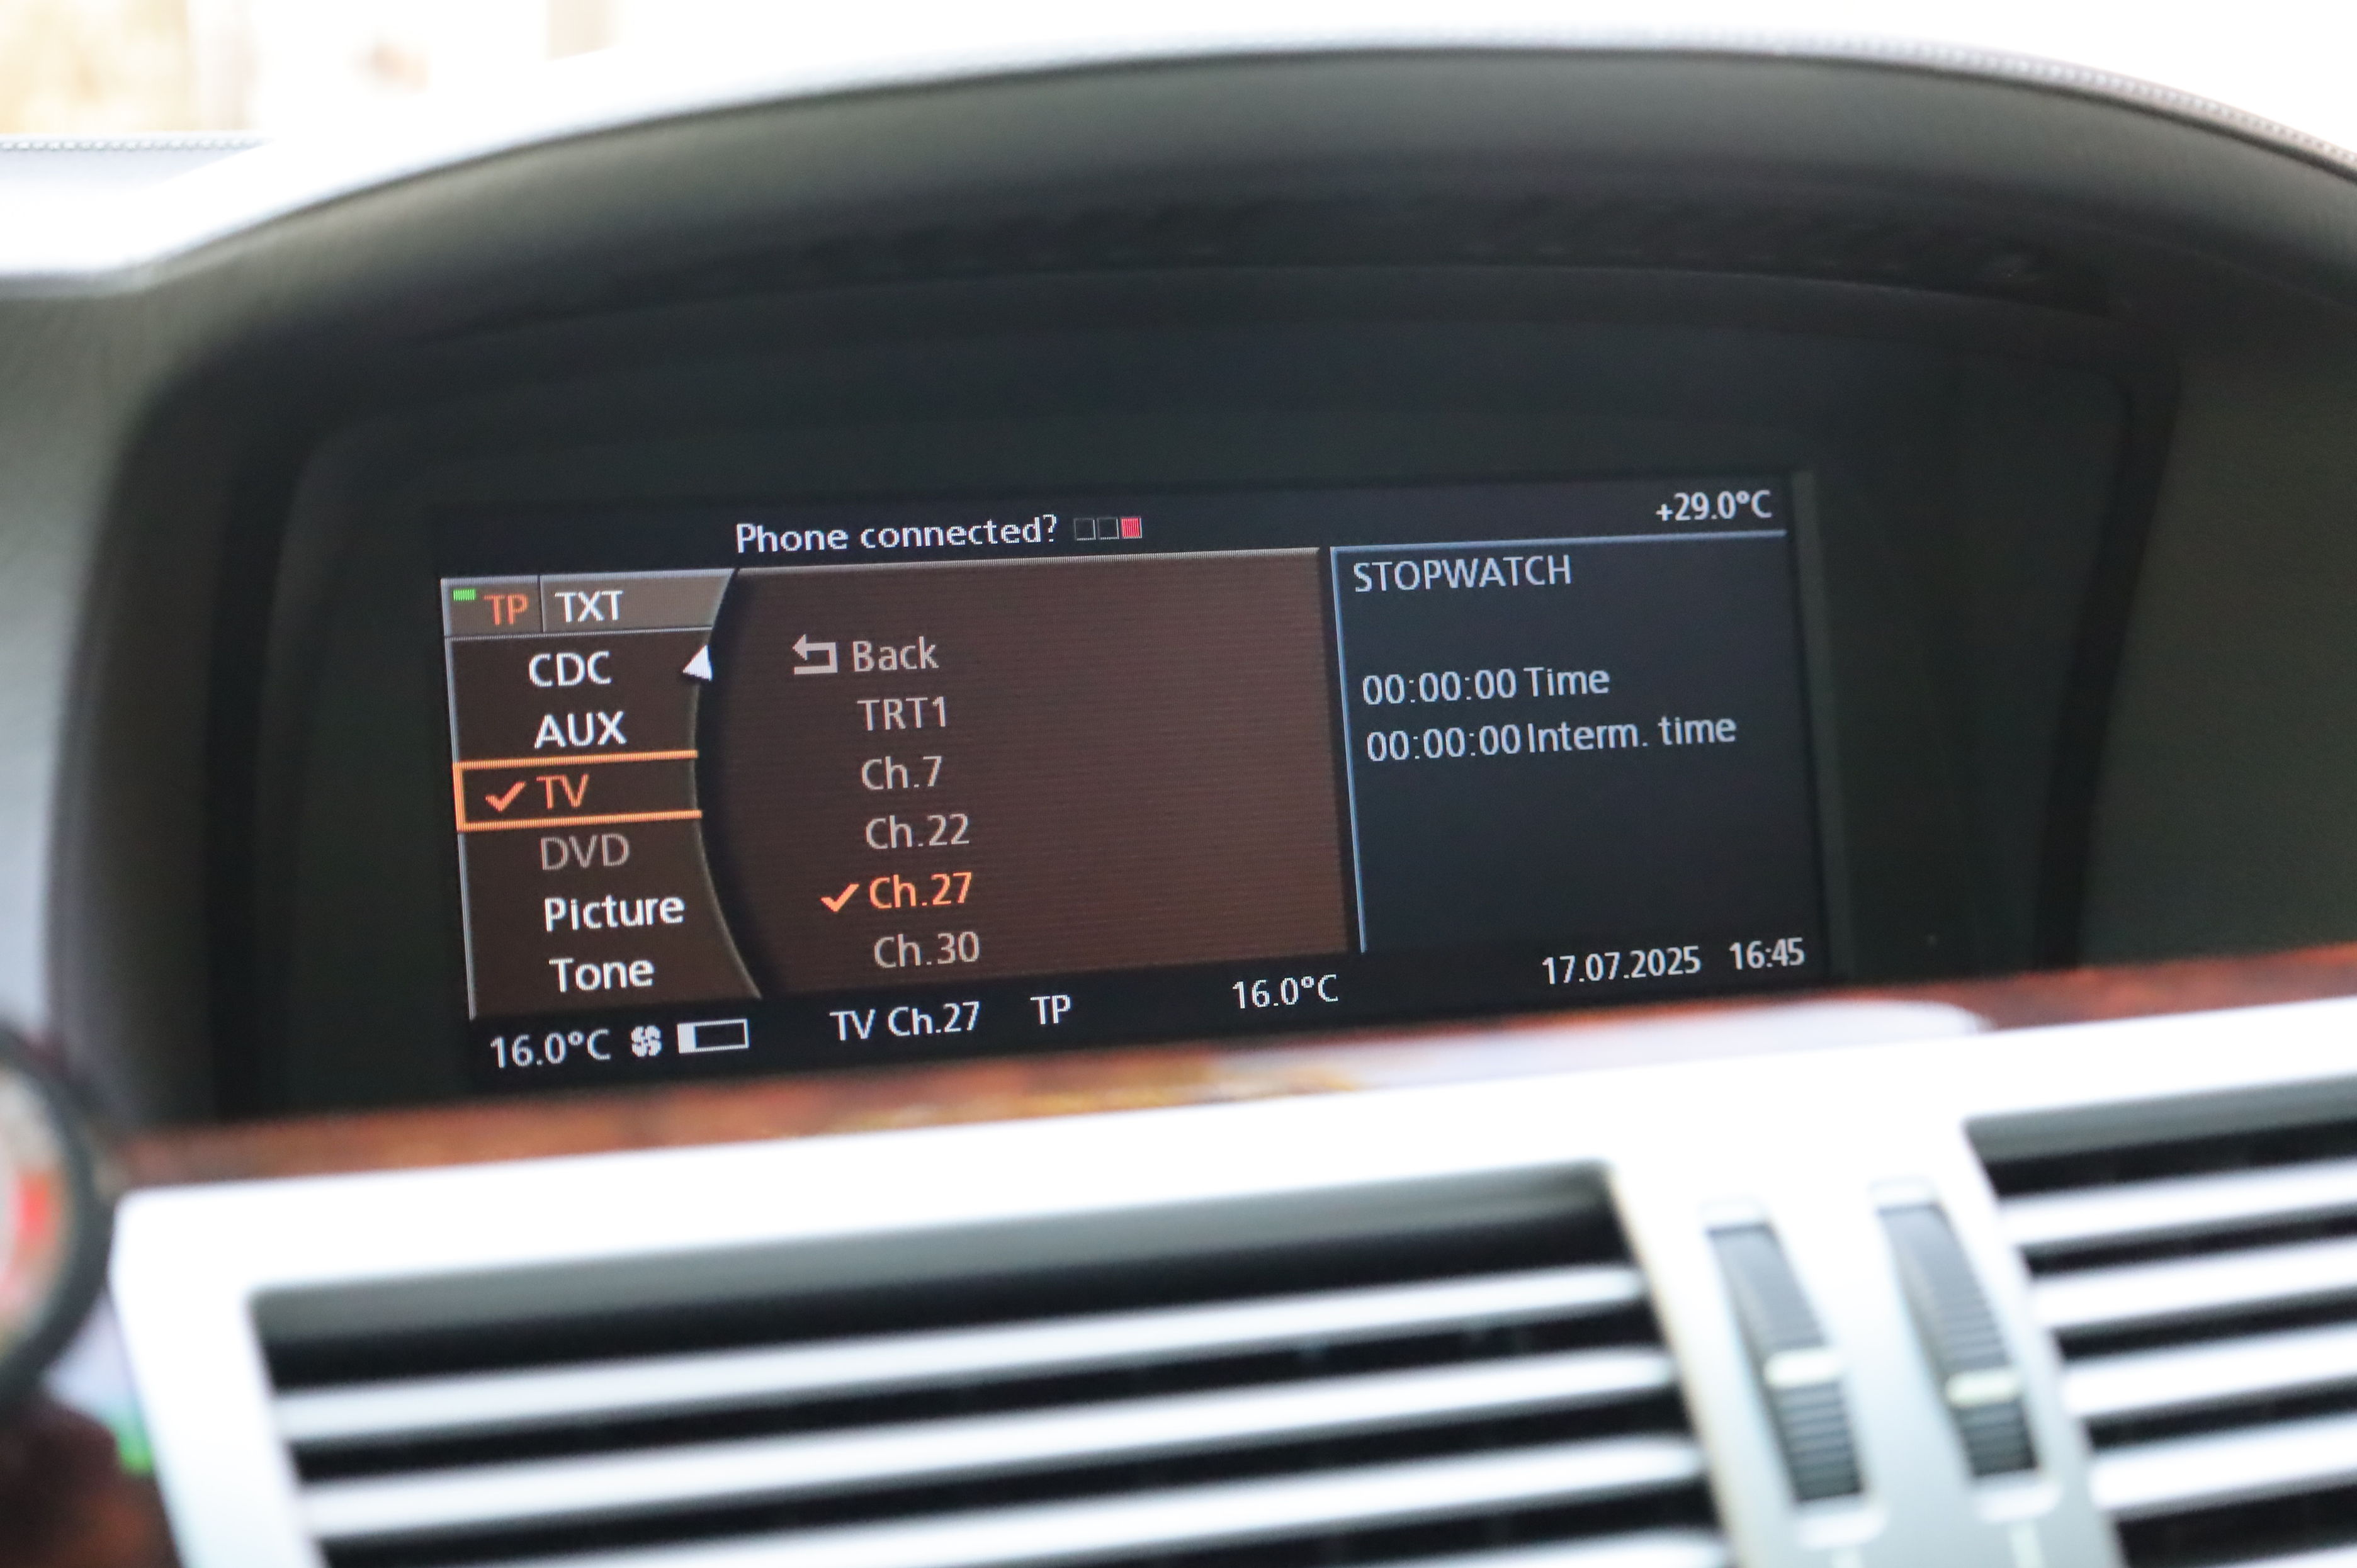 Phone connected?
+29.0°C
TP TXT
CDC
AUX
TV
DVD
Picture
Tone
Back
TRT1
Ch.7
Ch.22
Ch.27
Ch.30
STOPWATCH
00:00:00 Time
00:00:00 Interm. time
16.0°C TV Ch.27 TP 16.0°C 17.07.2025 16:45